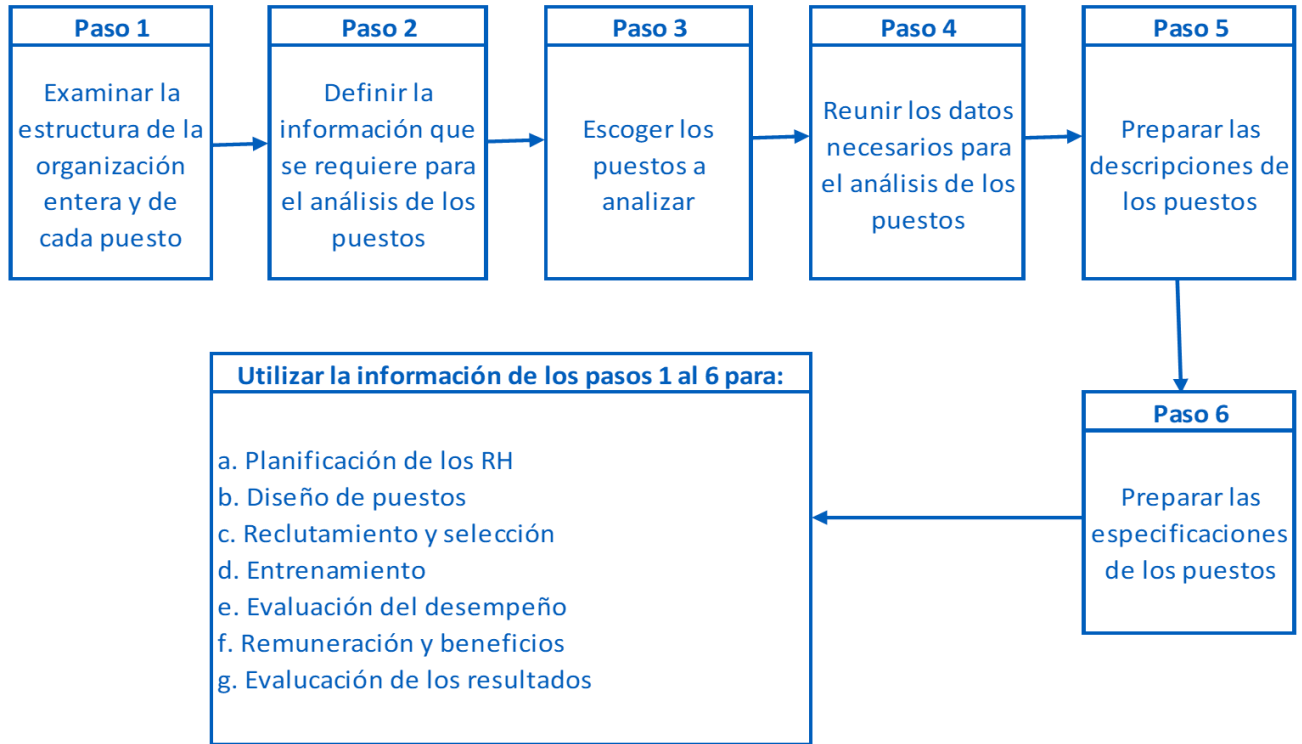 Paso 1
Examinar la
estructura de la
organización
entera y de
cada puesto
Paso 2
Definir la
información que
se requiere para
el análisis de los
puestos
Paso 3
Escoger los
puestos a
analizar
Paso 4
Reunir los datos
necesarios para
el análisis de los
puestos
Paso 5
Preparar las
descripciones de
los puestos
Paso 6
Preparar las
especificaciones
de los puestos
Utilizar la información de los pasos 1 al 6 para:
a. Planificación de los RH
b. Diseño de puestos
c. Reclutamiento y selección
d. Entrenamiento
e. Evaluación del desempeño
f. Remuneración y beneficios
g. Evalucación de los resultados